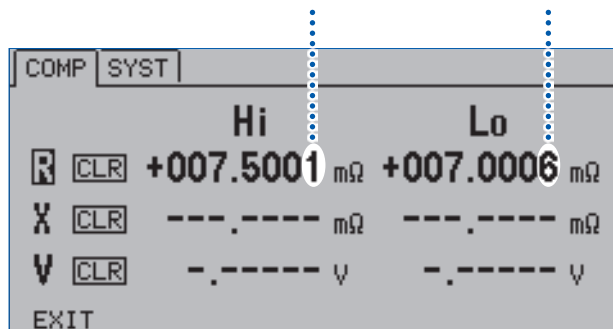 COMP SYST
Hi Lo
R CLR +007.5001 mΩ +007.0006 mΩ
X CLR ---.---- mΩ ---.---- mΩ
V CLR -.----- V -.----- V
EXIT